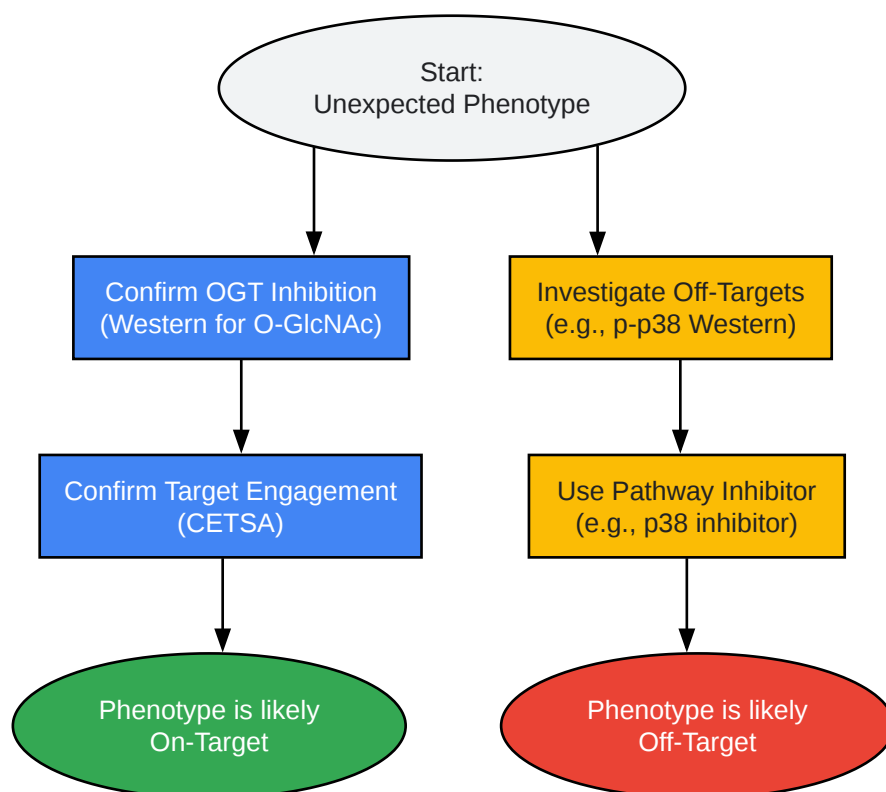 Start:
Unexpected Phenotype
Confirm OGT Inhibition
(Western for O-GlcNAc)
Investigate Off-Targets
(e.g., p-p38 Western)
Confirm Target Engagement
(CETSA)
Use Pathway Inhibitor
(e.g., p38 inhibitor)
Phenotype is likely
On-Target
Phenotype is likely
Off-Target